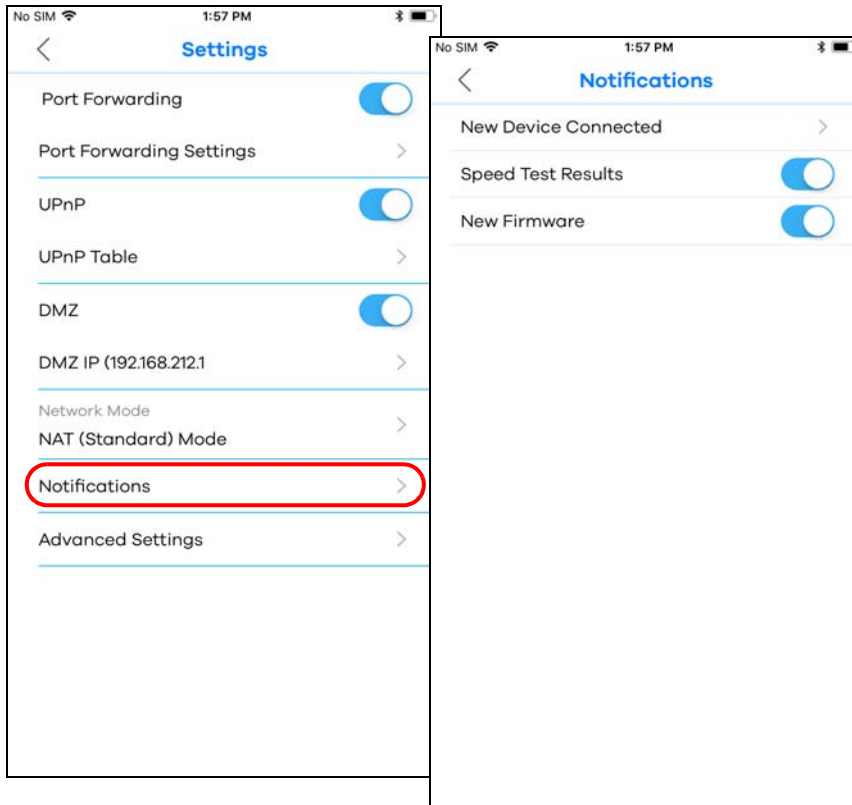 No SIM 1:57 PM
Settings
Port Forwarding
Port Forwarding Settings
UPnP
UPnP Table
DMZ
DMZ IP (192.168.212.1
Network Mode
NAT (Standard) Mode
Notifications
Advanced Settings
No SIM 1:57 PM
Notifications
New Device Connected
Speed Test Results
New Firmware